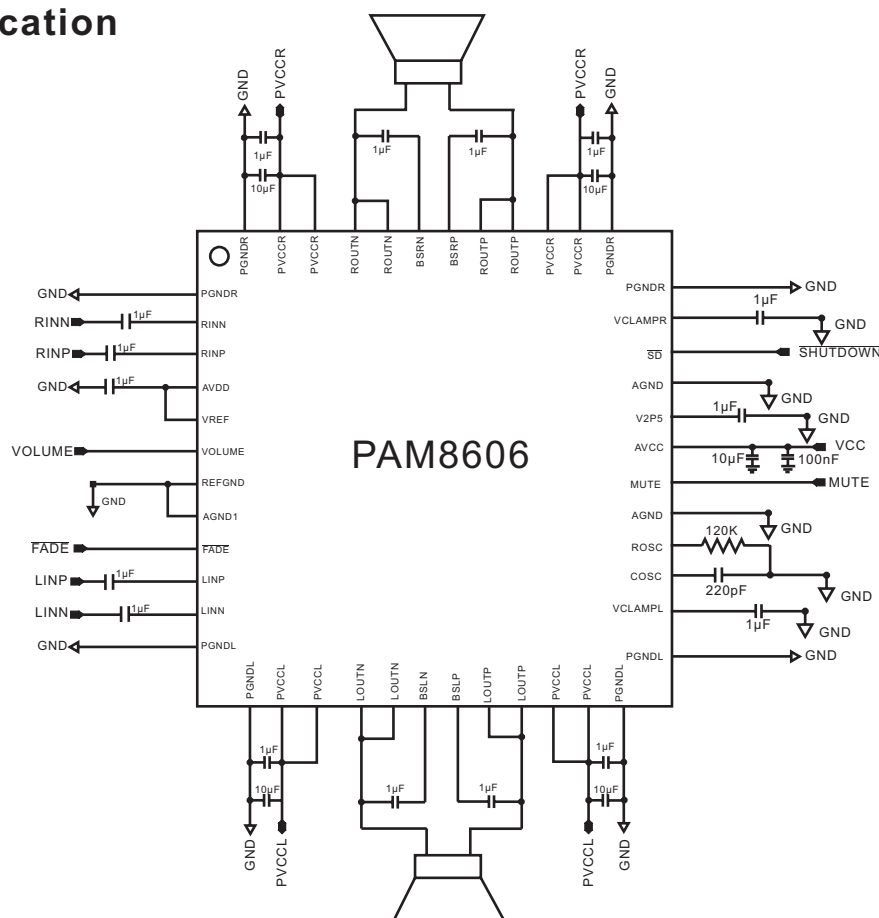 cation
GND
PVCCR
PVCCR
GND
1µF
10µF
1µF
1µF
1µF
10µF
PGNDR
PVCCR
PVCCR
ROUTN
ROUTN
BSRN
BSRP
ROUTP
ROUTP
PVCCR
PVCCR
PGNDR
GND
PGNDR
PGNDR
GND
RINN
1µF
RINN
VCLAMPR
1µF
GND
RINP
1µF
RINP
SD
SHUTDOWN
GND
1µF
AVDD
AGND
GND
VREF
V2P5
1µF
GND
VOLUME
VOLUME
PAM8606
AVCC
10µF
100nF
VCC
REFGND
GND
AGND1
MUTE
MUTE
AGND
GND
FADE
FADE
ROSC
120K
LINP
1µF
LINP
COSC
220pF
GND
LINN
1µF
LINN
VCLAMPL
1µF
GND
GND
PGNDL
PGNDL
GND
PGNDL
PVCCL
PVCCL
LOUTN
LOUTN
BSLN
BSLP
LOUTP
LOUTP
PVCCL
PVCCL
PGNDL
1µF
10µF
1µF
1µF
1µF
10µF
GND
PVCCL
PVCCL
GND